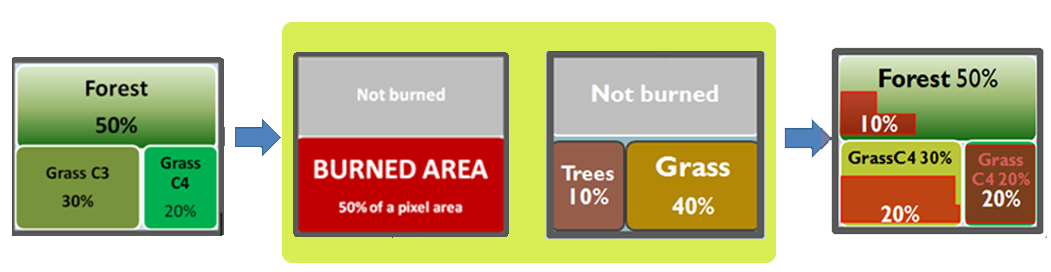 Forest
50%
Grass C3
30%
Grass
C4
20%
Not burned
BURNED AREA
50% of a pixel area
Not burned
Trees
10%
Grass
40%
Forest 50%
10%
GrassC4 30%
20%
Grass
C4 20%
20%